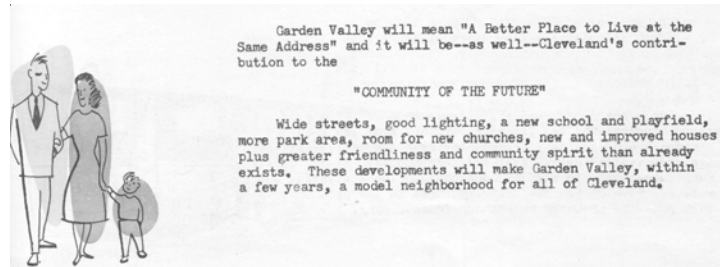 Garden Valley will mean "A Better Place to Live at the
Same Address" and it will be--as well--Cleveland's contri-
bution to the
"COMMUNITY OF THE FUTURE"
Wide streets, good lighting, a new school and playfield,
more park area, room for new churches, new and improved houses
plus greater friendliness and community spirit than already
exists. These developments will make Garden Valley, within
a few years, a model neighborhood for all of Cleveland.